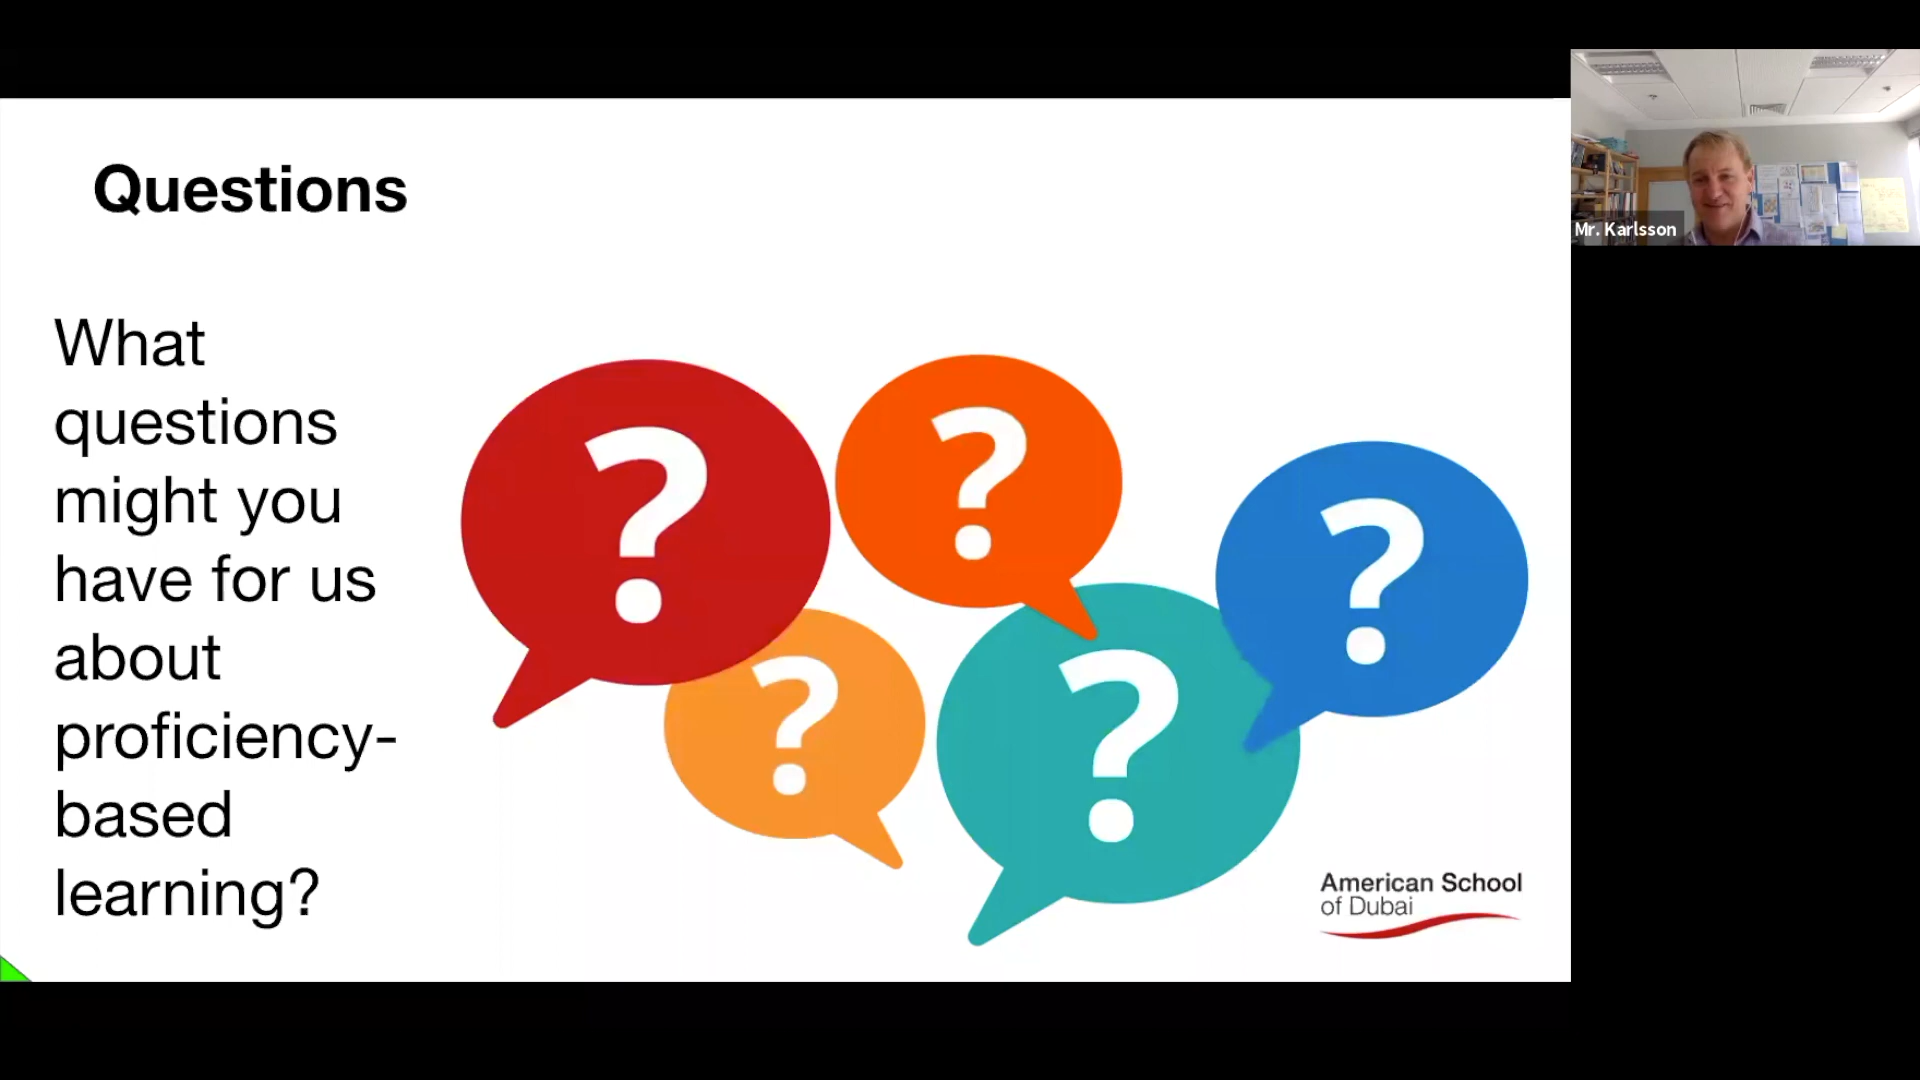 Questions
What
questions
might you
have for us
about
proficiency-
based
learning?
?
?
?
?
?
American School
of Dubai
Mr. Karlsson